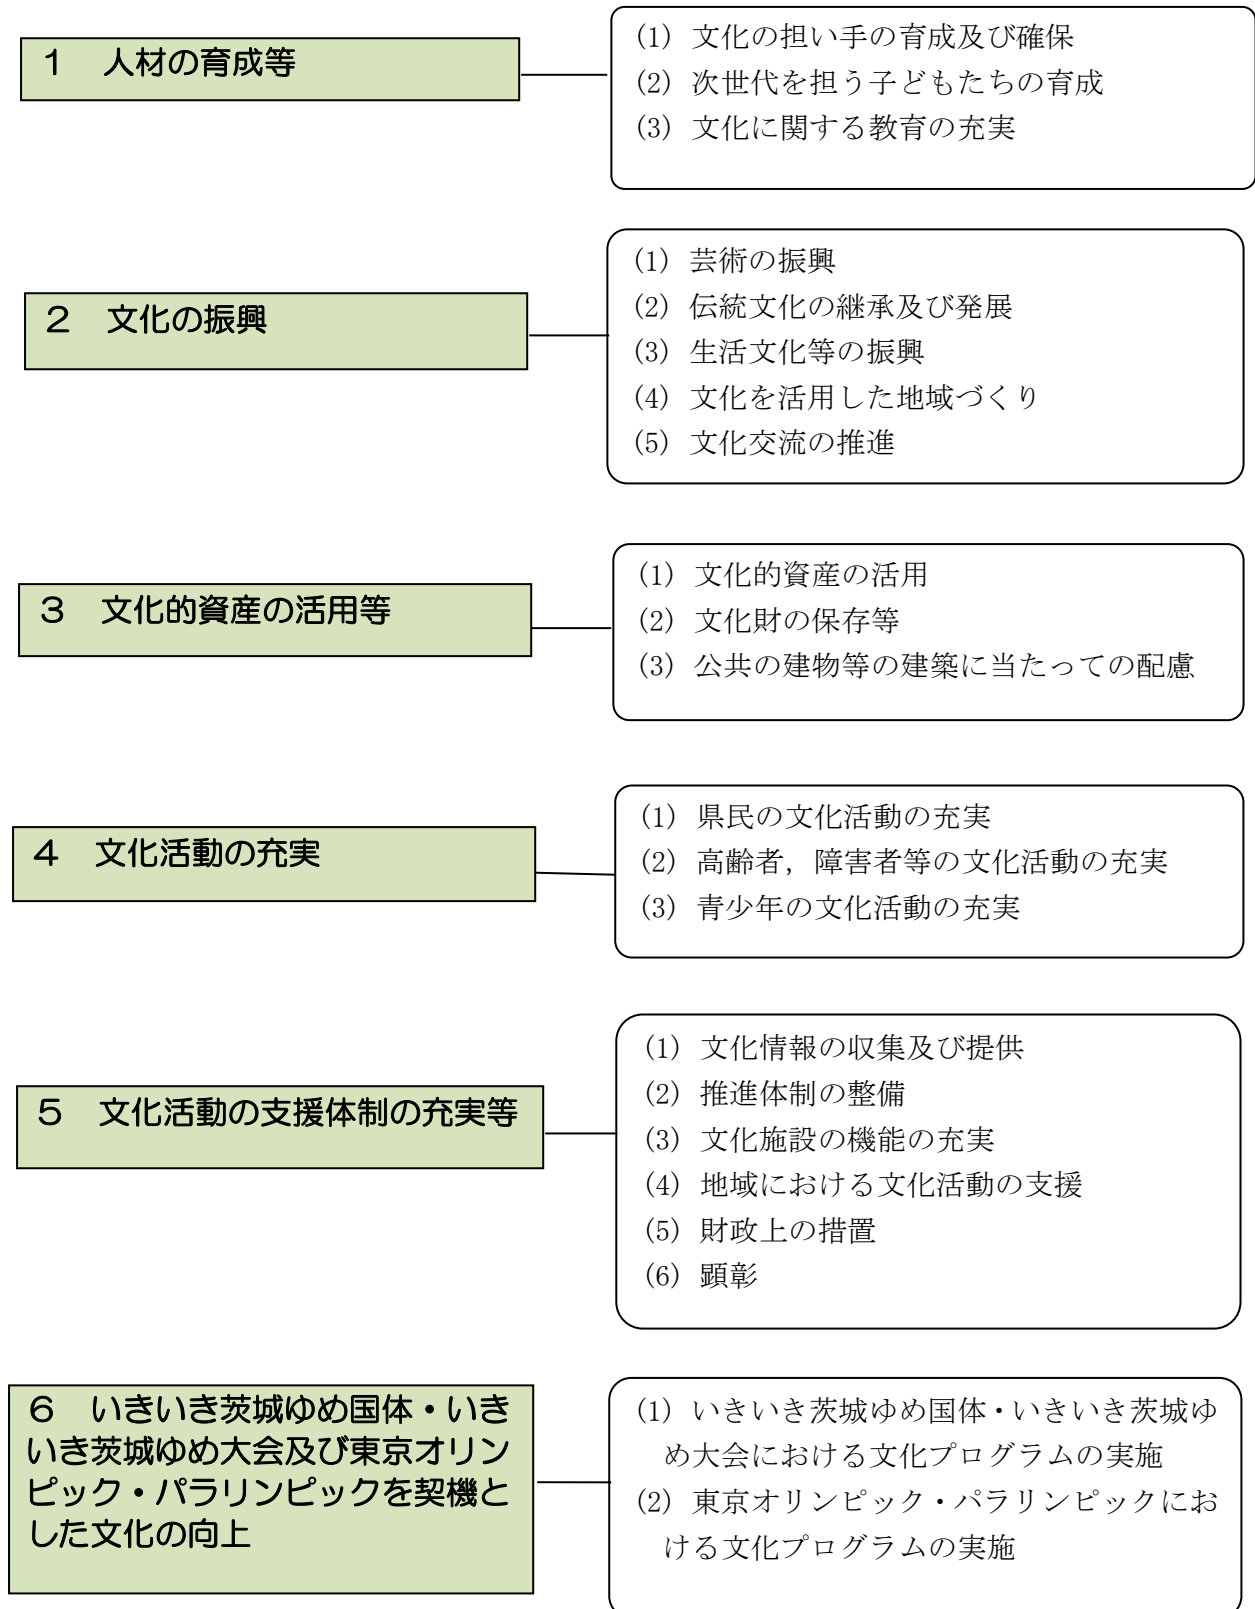 1　人材の育成等
(1) 文化の担い手の育成及び確保
(2) 次世代を担う子どもたちの育成
(3) 文化に関する教育の充実
2　文化の振興
(1) 芸術の振興
(2) 伝統文化の継承及び発展
(3) 生活文化等の振興
(4) 文化を活用した地域づくり
(5) 文化交流の推進
3　文化的資産の活用等
(1) 文化的資産の活用
(2) 文化財の保存等
(3) 公共の建物等の建築に当たっての配慮
4　文化活動の充実
(1) 県民の文化活動の充実
(2) 高齢者，障害者等の文化活動の充実
(3) 青少年の文化活動の充実
5　文化活動の支援体制の充実等
(1) 文化情報の収集及び提供
(2) 推進体制の整備
(3) 文化施設の機能の充実
(4) 地域における文化活動の支援
(5) 財政上の措置
(6) 顕彰
6　いきいき茨城ゆめ国体・いき
いき茨城ゆめ大会及び東京オリン
ピック・パラリンピックを契機と
した文化の向上
(1) いきいき茨城ゆめ国体・いきいき茨城ゆ
め大会における文化プログラムの実施
(2) 東京オリンピック・パラリンピックにお
ける文化プログラムの実施